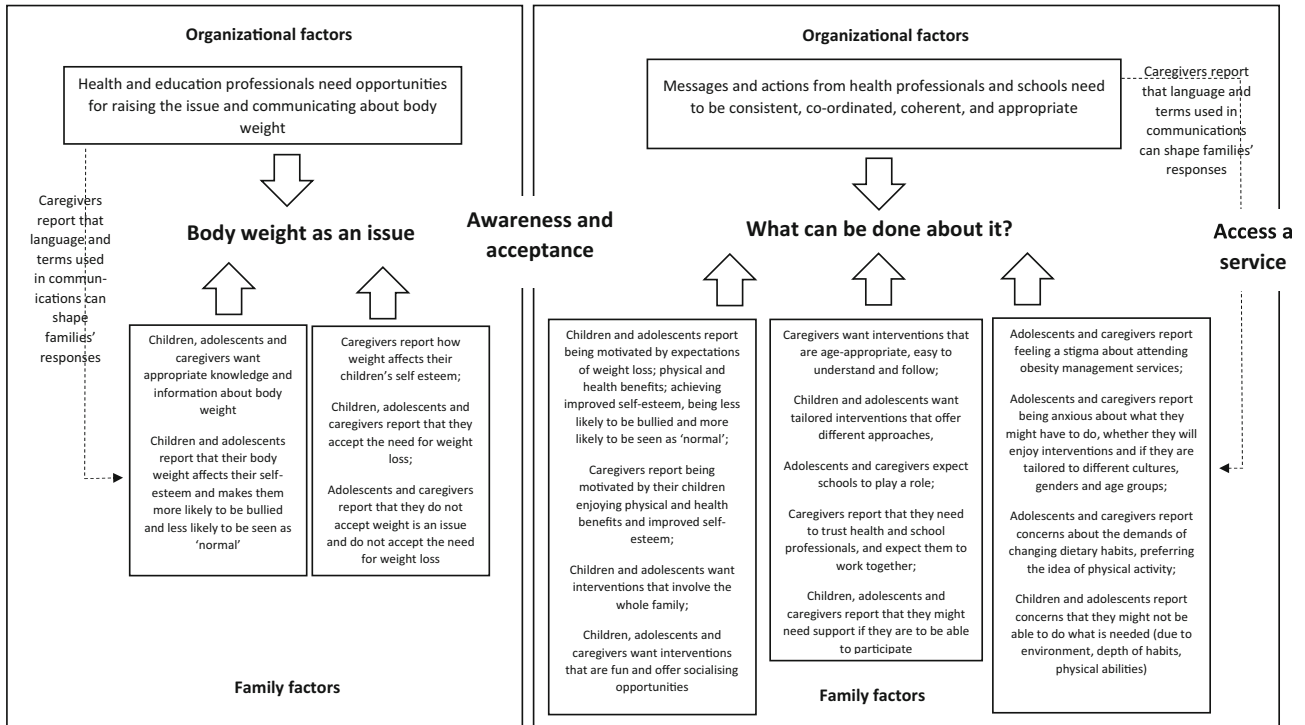 Organizational factors
Health and education professionals need opportunities
for raising the issue and communicating about body
weight
Caregivers
report that
language and
terms used
in commun-
ications can
shape
families’
responses
Body weight as an issue
Children, adolescents and
caregivers want
appropriate knowledge and
information about body
weight
Children and adolescents
report that their body
weight affects their self-
esteem and makes them
more likely to be bullied
and less likely to be seen as
‘normal’
Caregivers report how
weight affects their
children’s self esteem;
Children, adolescents and
caregivers report that they
accept the need for weight
loss;
Adolescents and caregivers
report that they do not
accept weight is an issue
and do not accept the need
for weight loss
Family factors
Awareness and
acceptance
Organizational factors
Messages and actions from health professionals and schools need
to be consistent, co-ordinated, coherent, and appropriate
Caregivers report
that language and
terms used in
communications
can shape families’
responses
What can be done about it?
Access a
service
Children and adolescents report
being motivated by expectations
of weight loss; physical and
health benefits; achieving
improved self-esteem, being less
likely to be bullied and more
likely to be seen as ‘normal’;
Caregivers report being
motivated by their children
enjoying physical and health
benefits and improved self-
esteem;
Children and adolescents want
interventions that involve the
whole family;
Children, adolescents and
caregivers want interventions
that are fun and offer socialising
opportunities
Caregivers want interventions
that are age-appropriate, easy to
understand and follow;
Children and adolescents want
tailored interventions that offer
different approaches,
Adolescents and caregivers expect
schools to play a role;
Caregivers report that they need
to trust health and school
professionals, and expect them to
work together;
Children, adolescents and
caregivers report that they might
need support if they are to be able
to participate
Adolescents and caregivers report
feeling a stigma about attending
obesity management services;
Adolescents and caregivers report
being anxious about what they
might have to do, whether they will
enjoy interventions and if they are
tailored to different cultures,
genders and age groups;
Adolescents and caregivers report
concerns about the demands of
changing dietary habits, preferring
the idea of physical activity;
Children and adolescents report
concerns that they might not be
able to do what is needed (due to
environment, depth of habits,
physical abilities)
Family factors